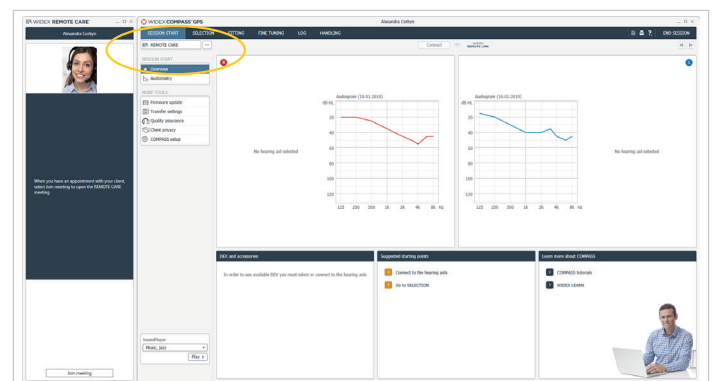 WIDEX REMOTE CARE
Alexandra Corbyn
When you have an appointment with your client,
select Join meeting to open the REMOTE CARE
meeting.
Join meeting
WIDEX COMPASS GPS
Alexandra Corbyn
SESSION START
SELECTION
FITTING
FINE TUNING
LOG
HANDLING
END SESSION
REMOTE CARE
Connect
REMOTE LINK
SESSION START
Overview
Audiometry
MORE TOOLS
Firmware update
Transfer settings
Quality assurance
Client privacy
COMPASS setup
SoundPlayer
Music, jazz
Play
No hearing aid selected
Audiogram (10-01-2020)
dB HL
20
40
60
80
100
120
125 250 500 1k 2k 4k 8k Hz
Audiogram (10-01-2020)
dB HL
20
40
60
80
100
120
125 250 500 1k 2k 4k 8k Hz
No hearing aid selected
DEX and accessories
In order to see available DEX you must select or connect to the hearing aids
Suggested starting points
Connect to the hearing aids
Go to SELECTION
Learn more about COMPASS
COMPASS tutorials
WIDEX LEARN